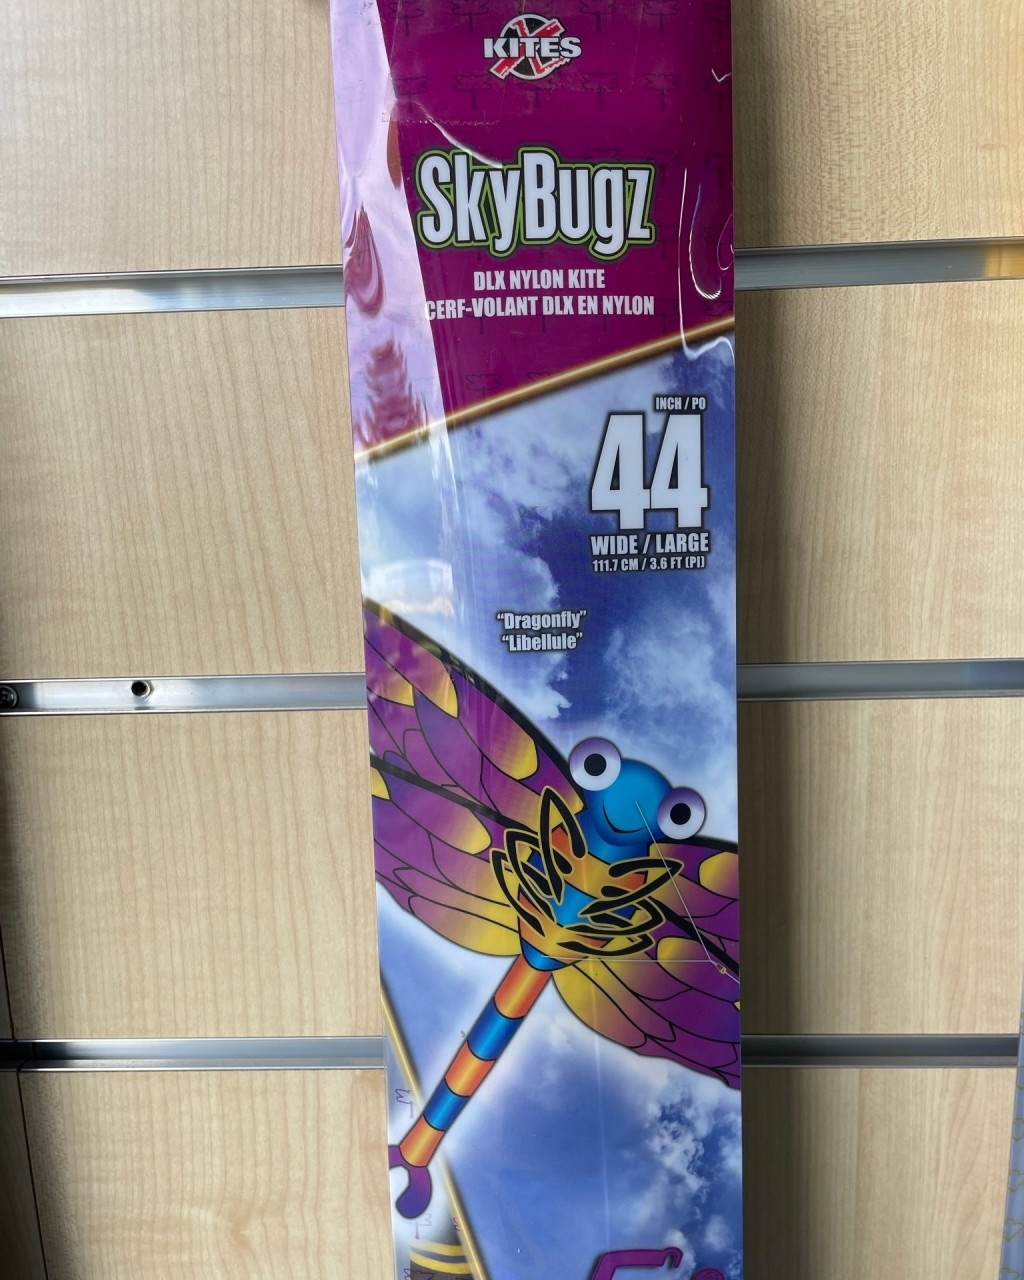 KITES
SkyBugz
DLX NYLON KITE
CERF-VOLANT DLX EN NYLON
INCH / PO
44
WIDE / LARGE
111.7 CM / 3.6 FT (PI)
“Dragonfly”
“Libellule”